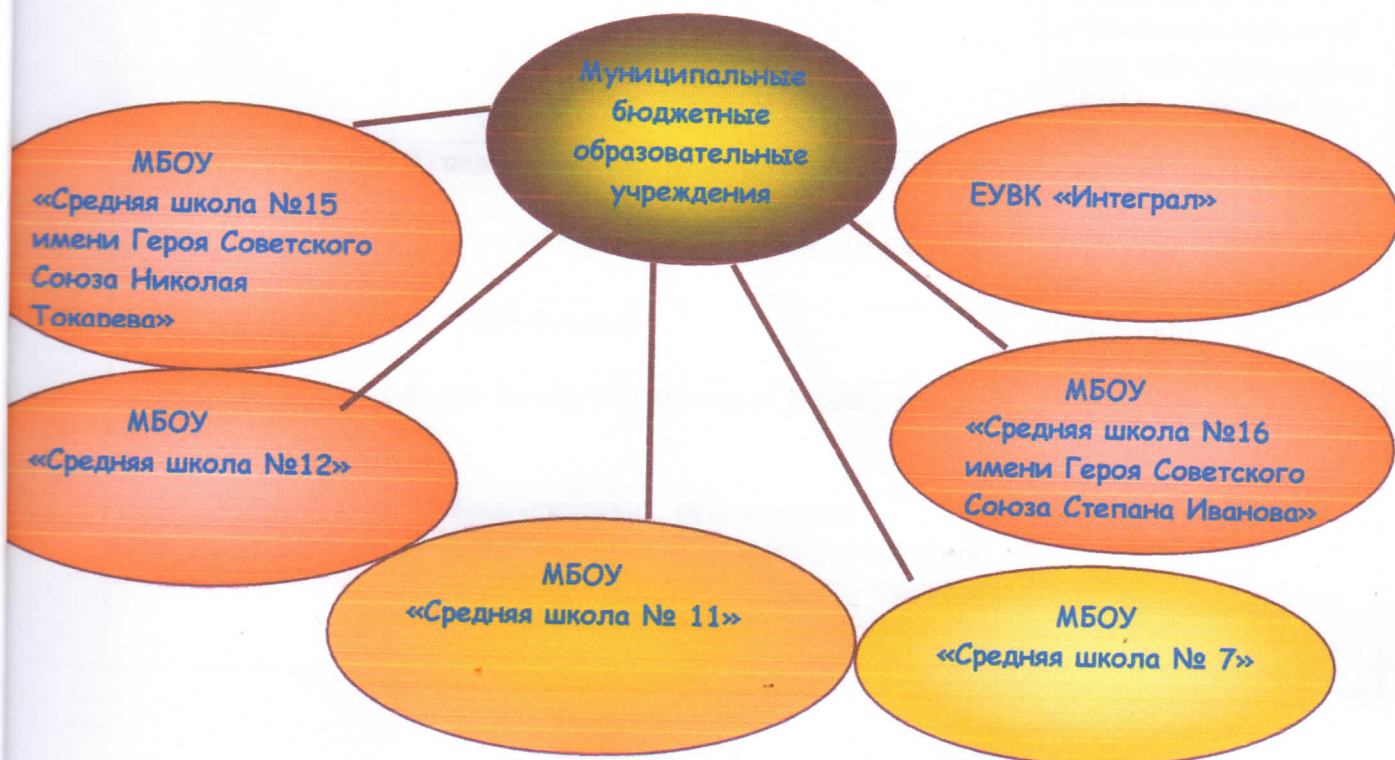 Муниципальные
бюджетные
образовательные
учреждения
МБОУ
«Средняя школа №15
имени Героя Советского
Союза Николая
Токарева»
ЕУВК «Интеграл»
МБОУ
«Средняя школа №12»
МБОУ
«Средняя школа №16
имени Героя Советского
Союза Степана Иванова»
МБОУ
«Средняя школа № 11»
МБОУ
«Средняя школа № 7»